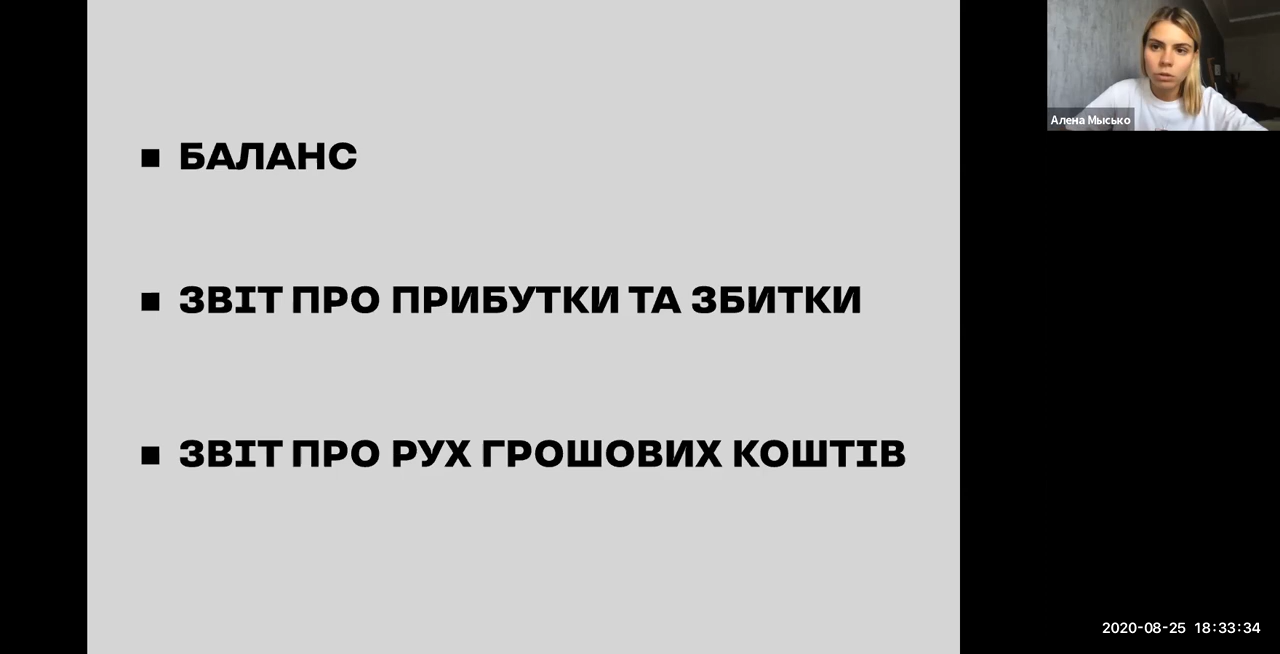 ■ БАЛАНС
■ ЗВІТ ПРО ПРИБУТКИ ТА ЗБИТКИ
■ ЗВІТ ПРО РУХ ГРОШОВИХ КОШТІВ
Алена Мысько
2020-08-25 18:33:34